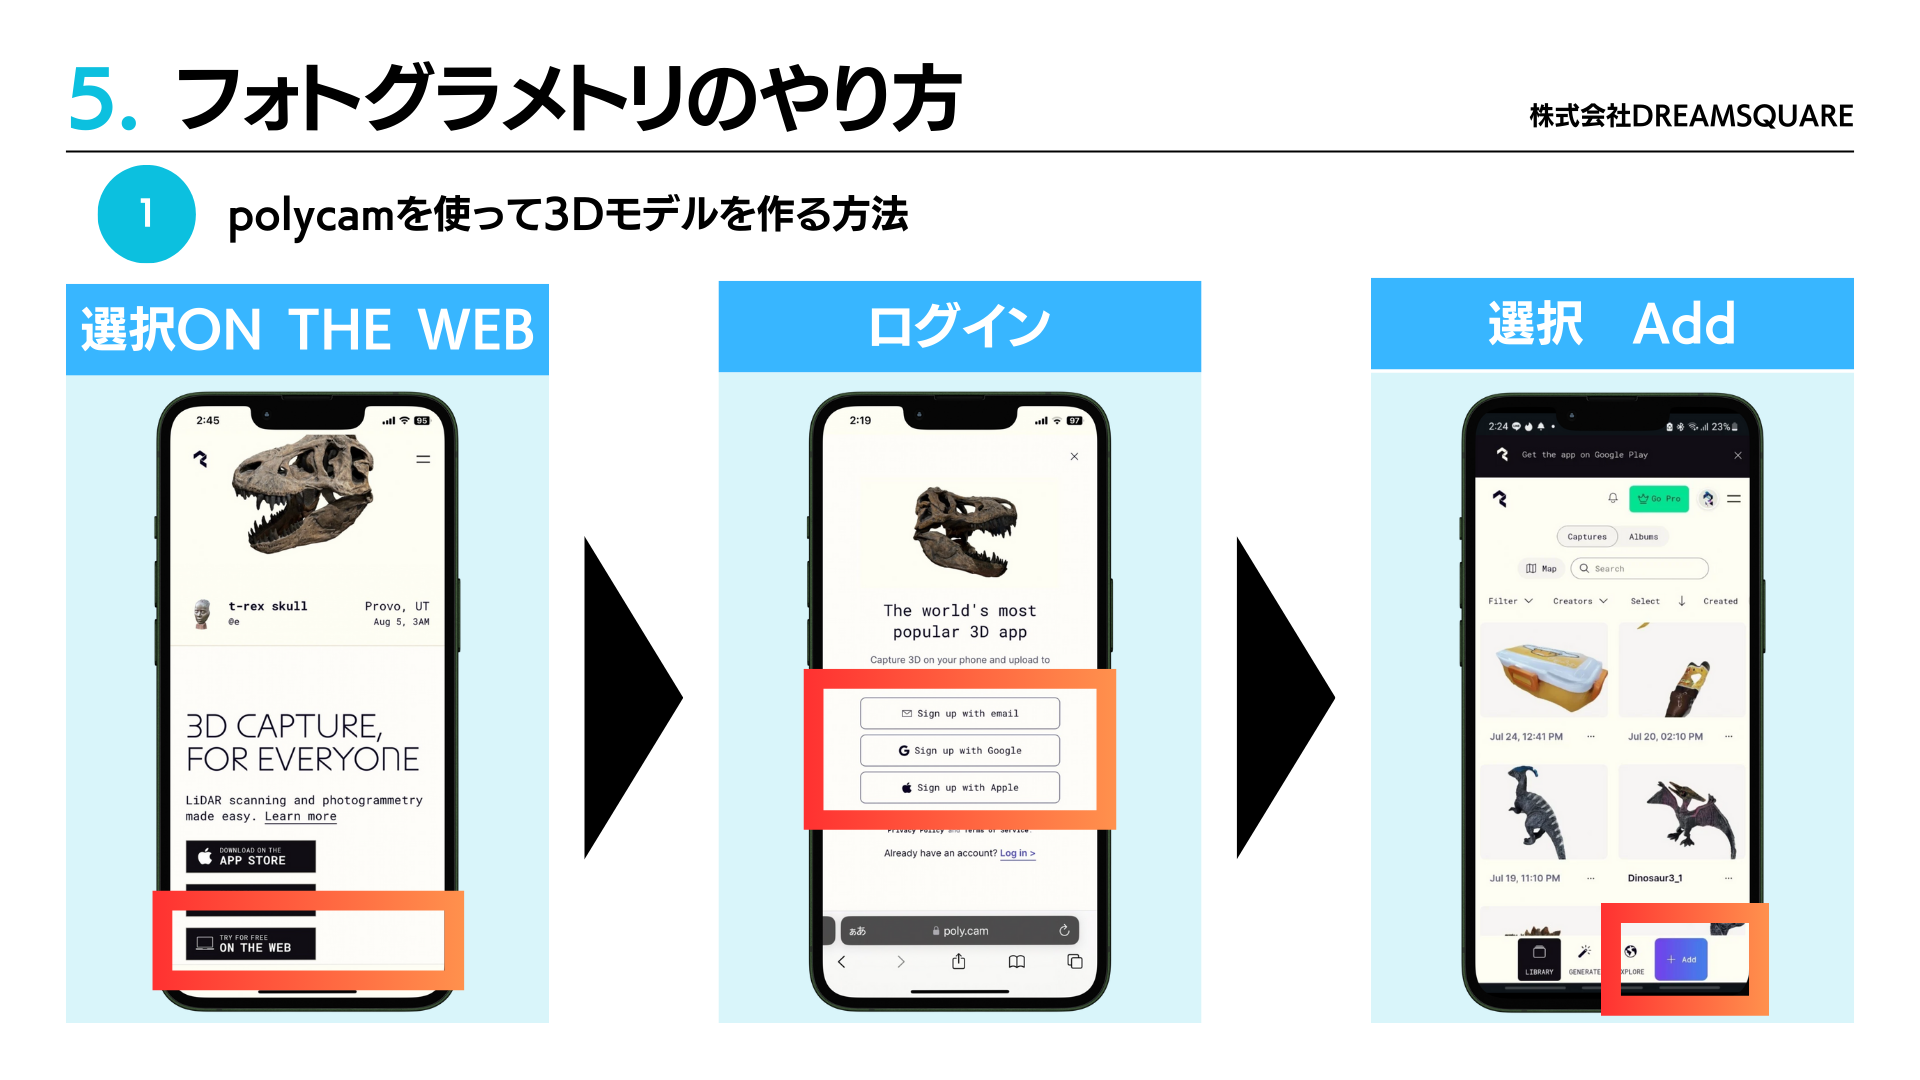 5. フォトグラメトリのやり方
株式会社DREAMSQUARE
1
polycamを使って3Dモデルを作る方法
選択ON THE WEB
2:45
95
t-rex skull
@e
Provo, UT
Aug 5, 3AM
3D CAPTURE,
FOR EVERYONE
LiDAR scanning and photogrammetry
made easy. Learn more
DOWNLOAD ON THE
APP STORE
TRY FOR FREE
ON THE WEB
ログイン
2:19
97
The world's most
popular 3D app
Capture 3D on your phone and upload to
Sign up with email
Sign up with Google
Sign up with Apple
Privacy Policy and Terms of Service.
Already have an account? Log in >
ぁあ
poly.cam
選択 Add
2:24
23%
Get the app on Google Play
Go Pro
Captures
Albums
Map
Search
Filter
Creators
Select
Created
Jul 24, 12:41 PM
Jul 20, 02:10 PM
Jul 19, 11:10 PM
Dinosaur3_1
LIBRARY
GENERATE
XPLORE
+ Add